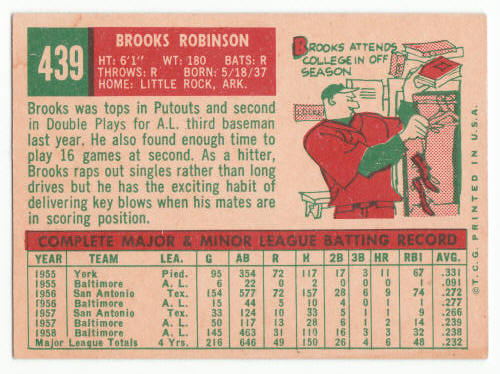 439
BROOKS ROBINSON
HT: 6'1" WT: 180 BATS: R
THROWS: R BORN: 5/18/37
HOME: LITTLE ROCK, ARK.
Brooks was tops in Putouts and second
in Double Plays for A.L. third baseman
last year. He also found enough time to
play 16 games at second. As a hitter,
Brooks raps out singles rather than long
drives but he has the exciting habit of
delivering key blows when his mates are
in scoring position.
BROOKS ATTENDS
COLLEGE IN OFF
SEASON
© T.C.G. PRINTED IN U.S.A.
COMPLETE MAJOR & MINOR LEAGUE BATTING RECORD
YEAR TEAM LEA. G AB R H 2B 3B HR RBI AVG.
1955 York Pied. 95 354 72 117 17 3 11 67 .331
1955 Baltimore A. L. 6 22 0 2 0 0 0 1 .091
1956 San Antonio Tex. 154 577 72 157 28 6 9 74 .272
1956 Baltimore A. L. 15 44 5 10 4 0 1 1 .277
1957 San Antonio Tex. 33 124 10 33 6 2 1 9 .266
1957 Baltimore A. L. 50 117 13 28 6 1 2 14 .239
1958 Baltimore A. L. 145 463 31 110 16 3 3 32 .238
Major League Totals 4 Yrs. 216 646 49 150 26 4 6 48 .232